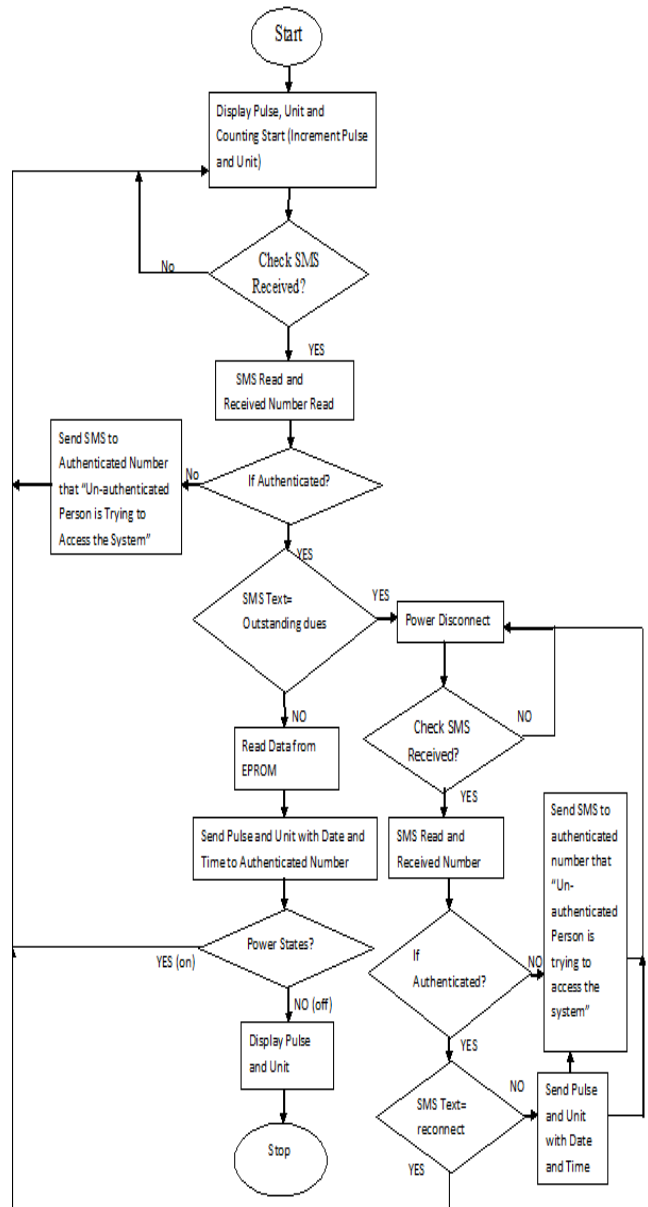 Start
Display Pulse, Unit and
Counting Start (Increment Pulse
and Unit)
No
Check SMS
Received?
YES
SMS Read and
Received Number Read
Send SMS to
Authenticated Number
that “Un-authenticated
Person is Trying to
Access the System”
No
If Authenticated?
YES
SMS Text=
Outstanding dues
YES
Power Disconnect
NO
Check SMS
Received?
NO
YES
Read Data from
EPROM
Send Pulse and Unit with Date and
Time to Authenticated Number
SMS Read and
Received Number
Send SMS to
authenticated
number that
“Un-
authenticated
Person is
trying to
access the
system”
Power States?
YES (on)
NO (off)
If
Authenticated?
NO
YES
Display Pulse
and Unit
SMS Text=
reconnect
NO
Send Pulse
and Unit
with Date
and Time
YES
Stop